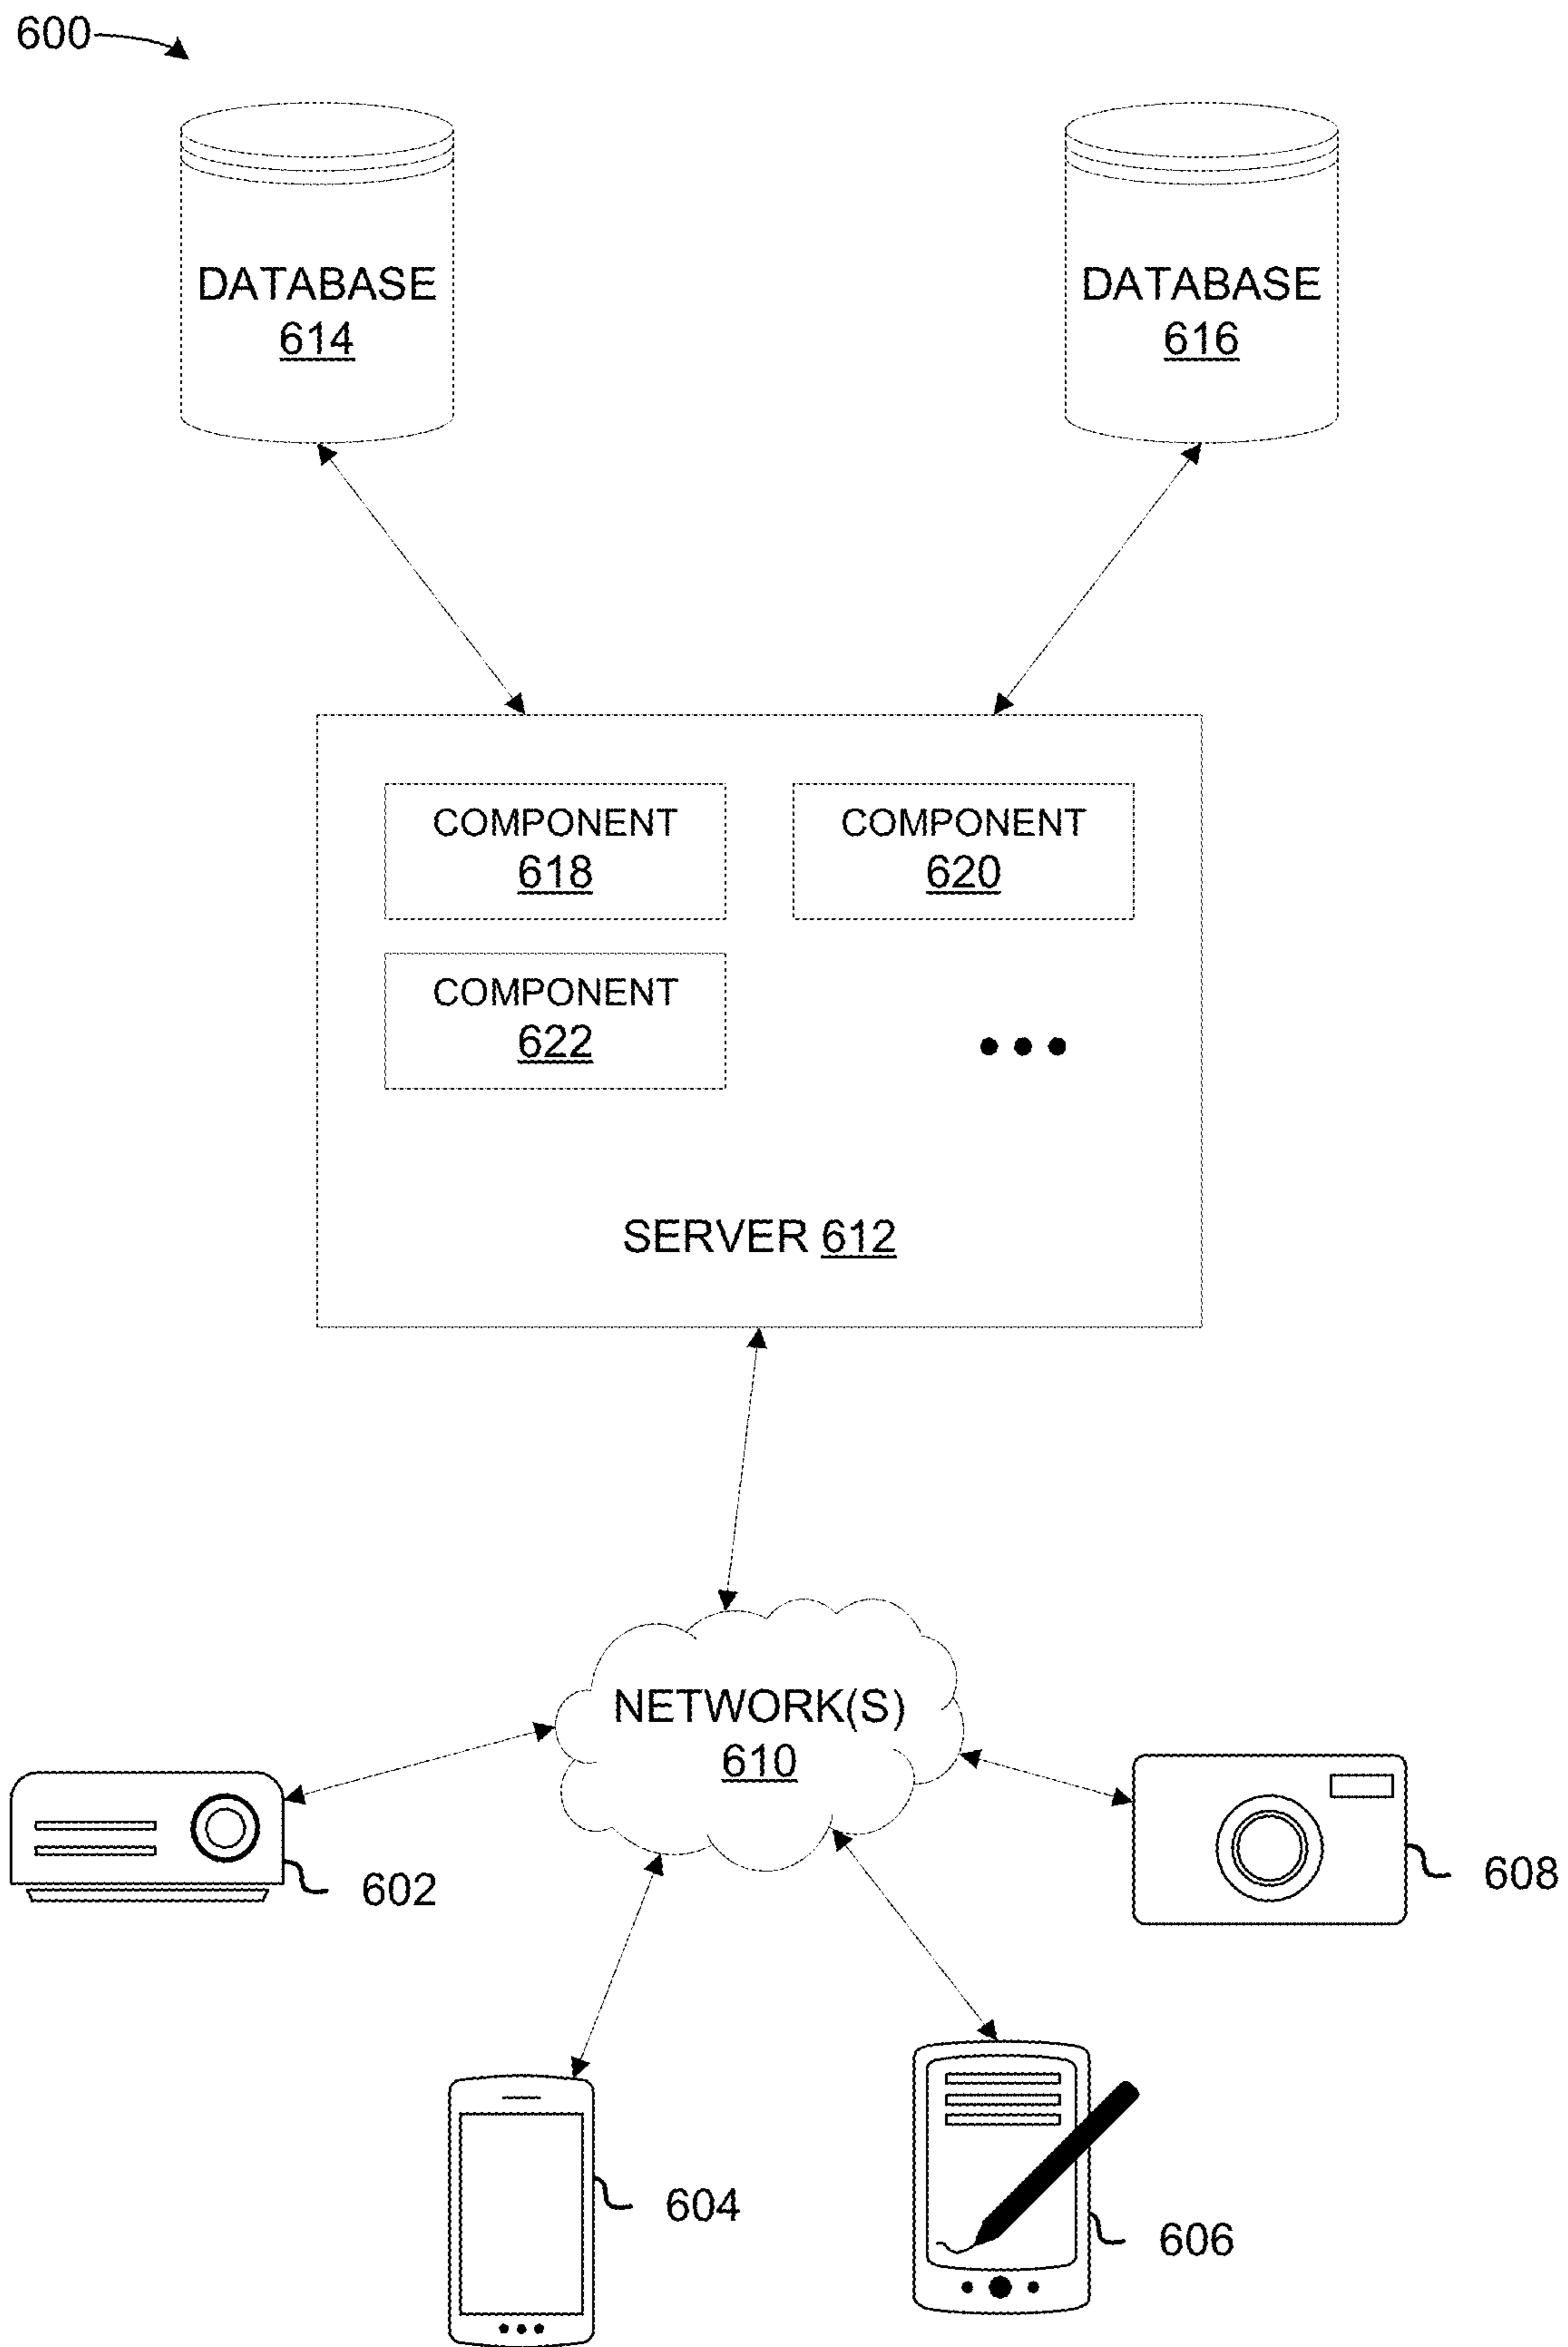 600
DATABASE
614
DATABASE
616
COMPONENT
618
COMPONENT
620
COMPONENT
622
SERVER 612
NETWORK(S)
610
602
608
604
606